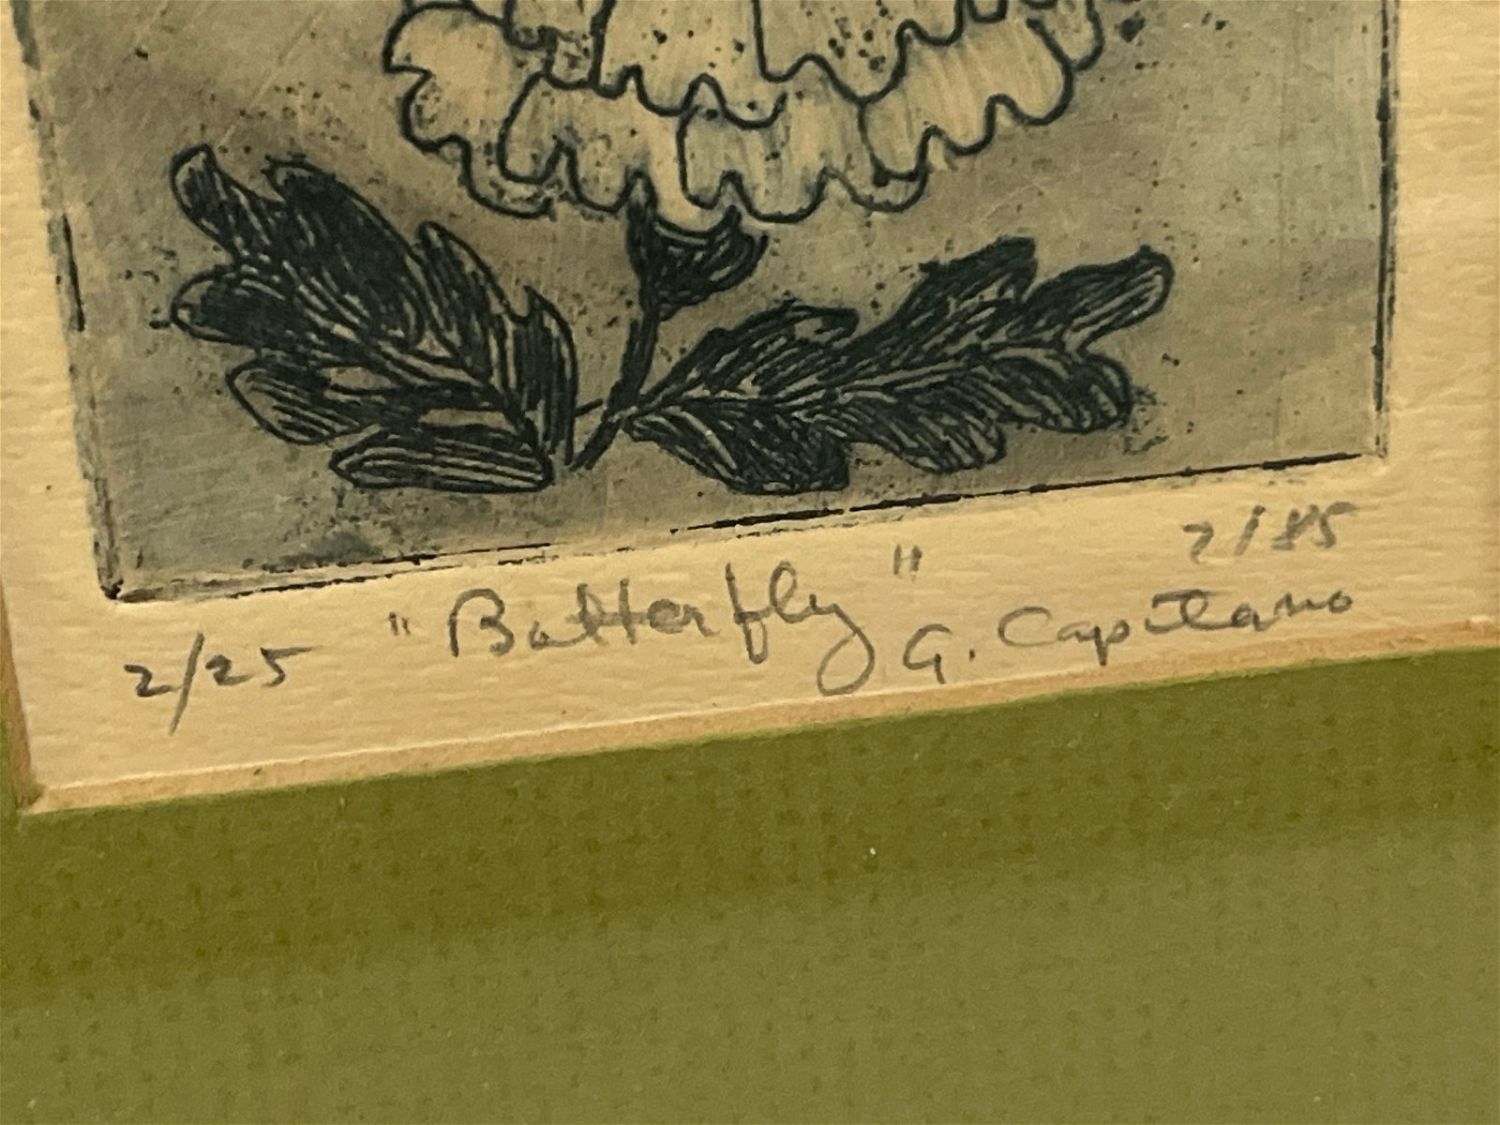 7/85
2/25 "Butterfly" G. Capitano